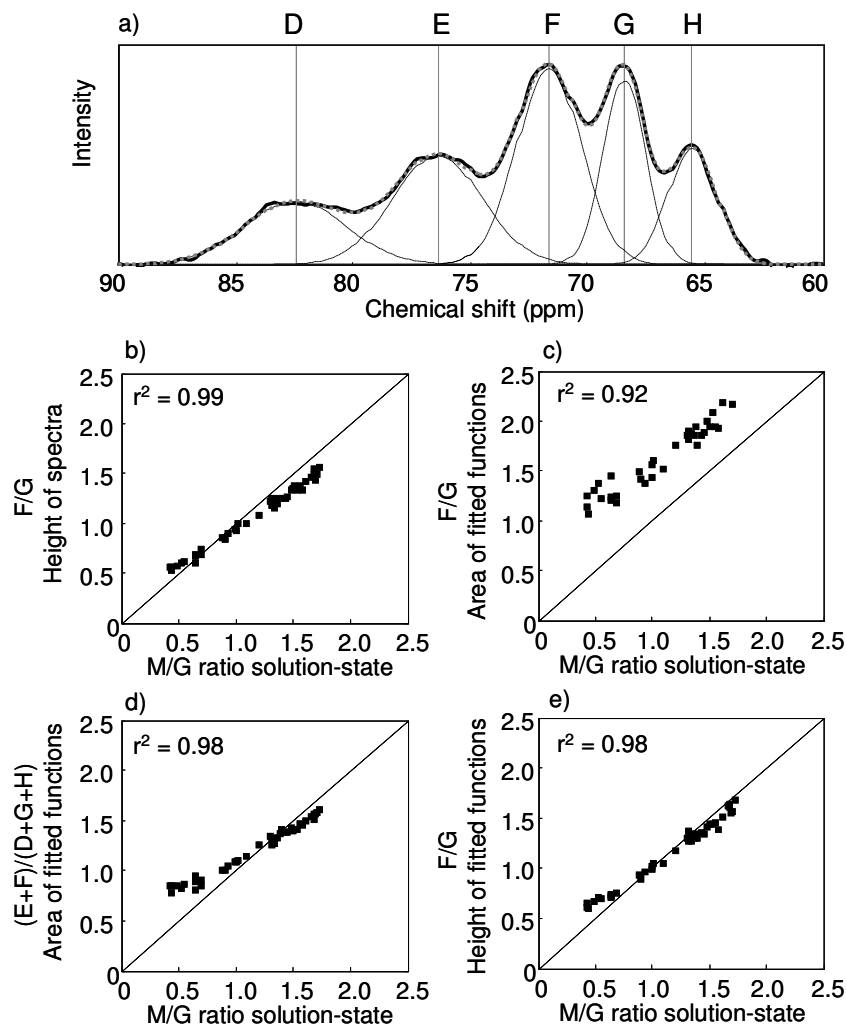 a)
D E F G H
Intensity
90 85 80 75 70 65 60
Chemical shift (ppm)
b)
r² = 0.99
F/G
Height of spectra
2.5
2.0
1.5
1.0
0.5
0
0 0.5 1.0 1.5 2.0 2.5
M/G ratio solution-state
c)
r² = 0.92
F/G
Area of fitted functions
2.5
2.0
1.5
1.0
0.5
0
0 0.5 1.0 1.5 2.0 2.5
M/G ratio solution-state
d)
r² = 0.98
(E+F)/(D+G+H)
Area of fitted functions
2.5
2.0
1.5
1.0
0.5
0
0 0.5 1.0 1.5 2.0 2.5
M/G ratio solution-state
e)
r² = 0.98
F/G
Height of fitted functions
2.5
2.0
1.5
1.0
0.5
0
0 0.5 1.0 1.5 2.0 2.5
M/G ratio solution-state